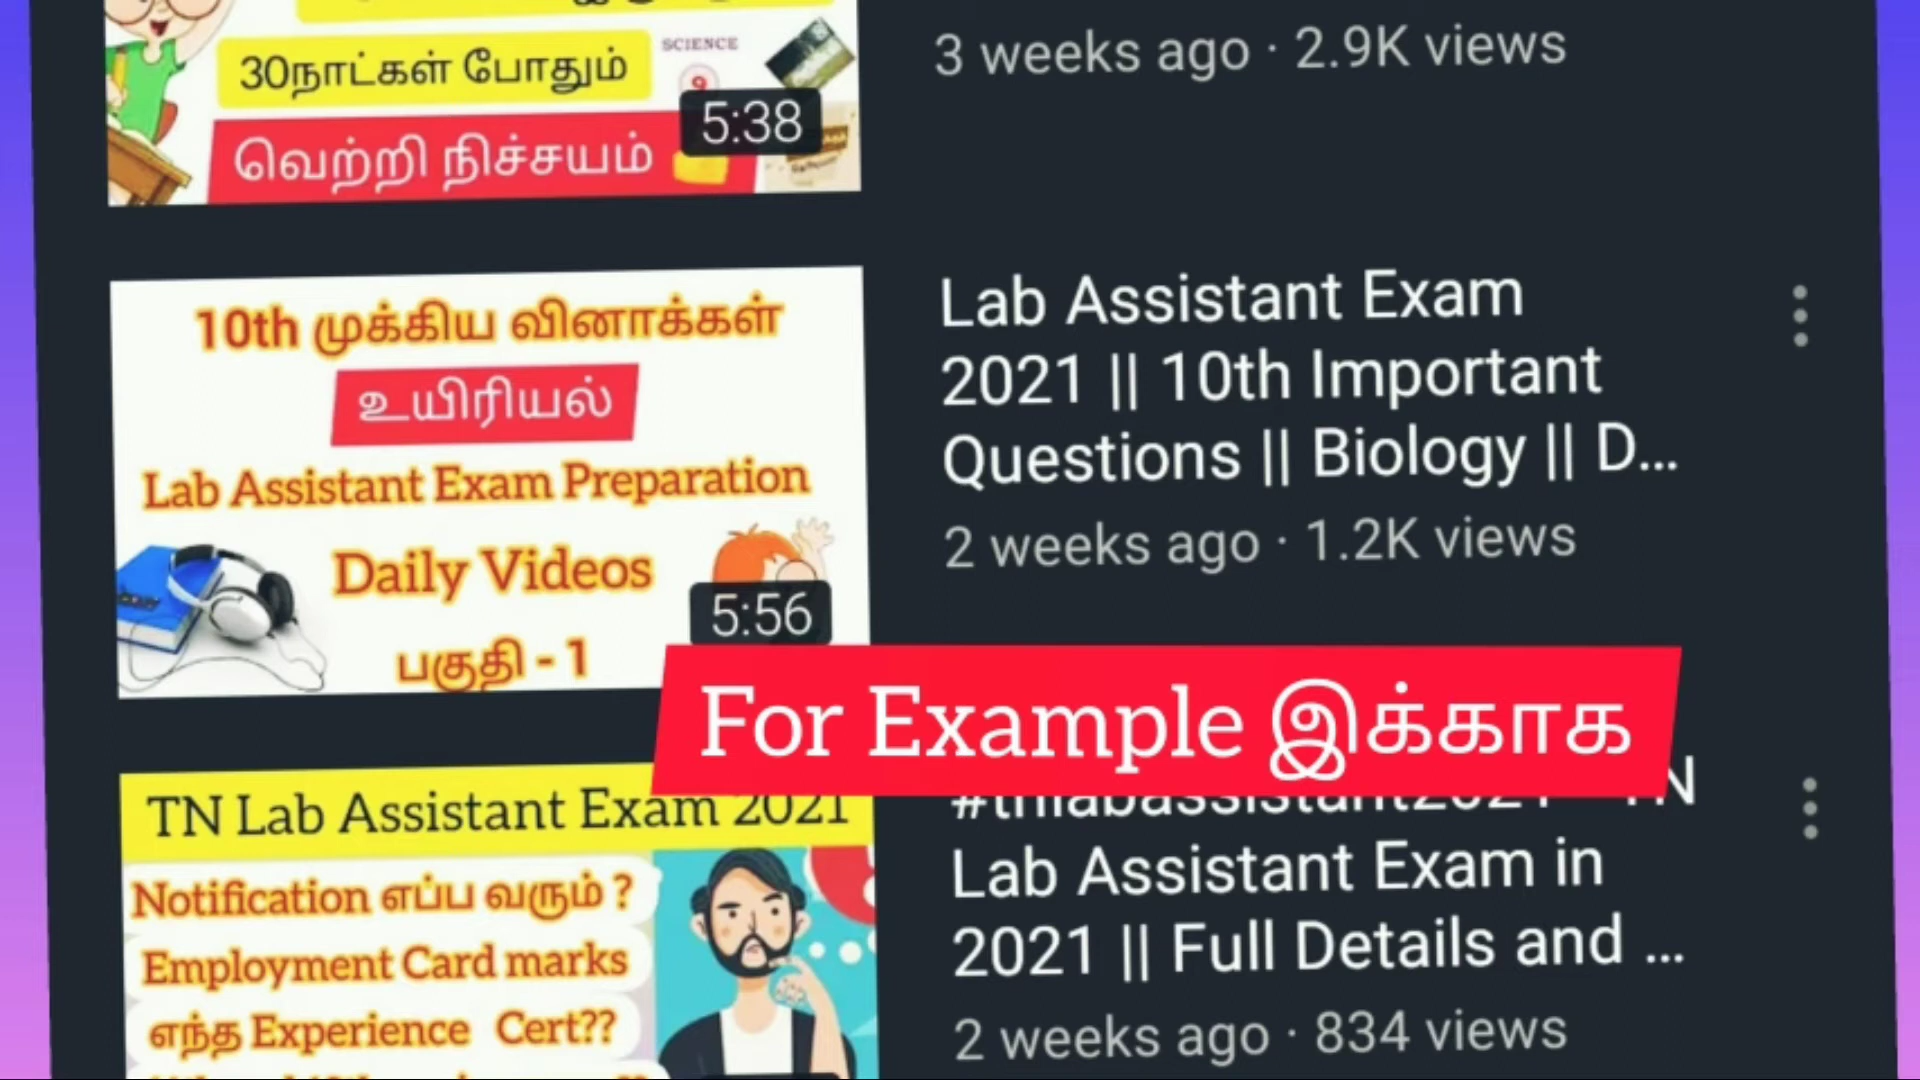 30நாட்கள் போதும்
SCIENCE
9
வெற்றி நிச்சயம்
5:38
3 weeks ago · 2.9K views
10th முக்கிய வினாக்கள்
உயிரியல்
Lab Assistant Exam Preparation
Daily Videos
பகுதி - 1
5:56
Lab Assistant Exam
2021 || 10th Important
Questions || Biology || D...
2 weeks ago · 1.2K views
For Example இக்காக
TN Lab Assistant Exam 2021
Notification எப்ப வரும் ?
Employment Card marks
எந்த Experience Cert??
#tnlabassistant2021 TN
Lab Assistant Exam in
2021 || Full Details and ...
2 weeks ago · 834 views